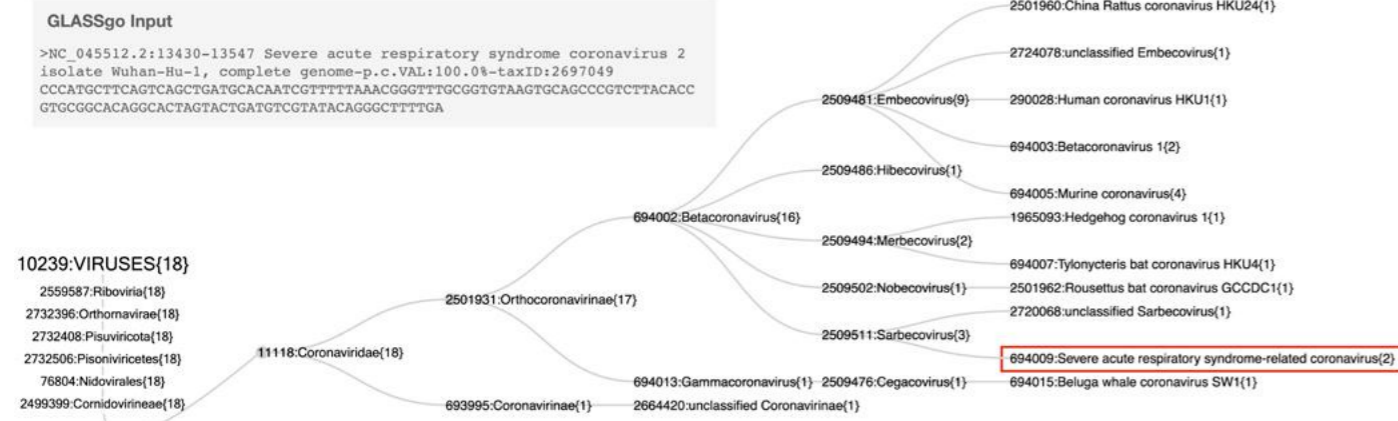 GLASSgo Input
>NC_045512.2:13430-13547 Severe acute respiratory syndrome coronavirus 2
isolate Wuhan-Hu-1, complete genome-p.c.VAL:100.0%-taxID:2697049
CCCATGCTTCAGTCAGCTGATGCACAATCGTTTTTAAACGGGTTTGCGGTGTAAGTGCAGCCCGTCTTACACC
GTGCGGCACAGGCACTAGTACTGATGTCGTATACAGGGCTTTTGA
10239:VIRUSES{18}
2559587:Riboviria{18}
2732396:Orthornavirae{18}
2732408:Pisuviricota{18}
2732506:Pisoniviricetes{18}
76804:Nidovirales{18}
2499399:Cornidovirineae{18}
11118:Coronaviridae{18}
2501931:Orthocoronavirinae{17}
693995:Coronavirinae{1}
694002:Betacoronavirus{16}
694013:Gammacoronavirus{1}
2664420:unclassified Coronavirinae{1}
2509481:Embecovirus{9}
2509486:Hibecovirus{1}
2509494:Merbecovirus{2}
2509502:Nobecovirus{1}
2509511:Sarbecovirus{3}
2509476:Cegacovirus{1}
2501960:China Rattus coronavirus HKU24{1}
2724078:unclassified Embecovirus{1}
290028:Human coronavirus HKU1{1}
694003:Betacoronavirus 1{2}
694005:Murine coronavirus{4}
1965093:Hedgehog coronavirus 1{1}
694007:Tylonycteris bat coronavirus HKU4{1}
2501962:Rousettus bat coronavirus GCCDC1{1}
2720068:unclassified Sarbecovirus{1}
694009:Severe acute respiratory syndrome-related coronavirus{2}
694015:Beluga whale coronavirus SW1{1}